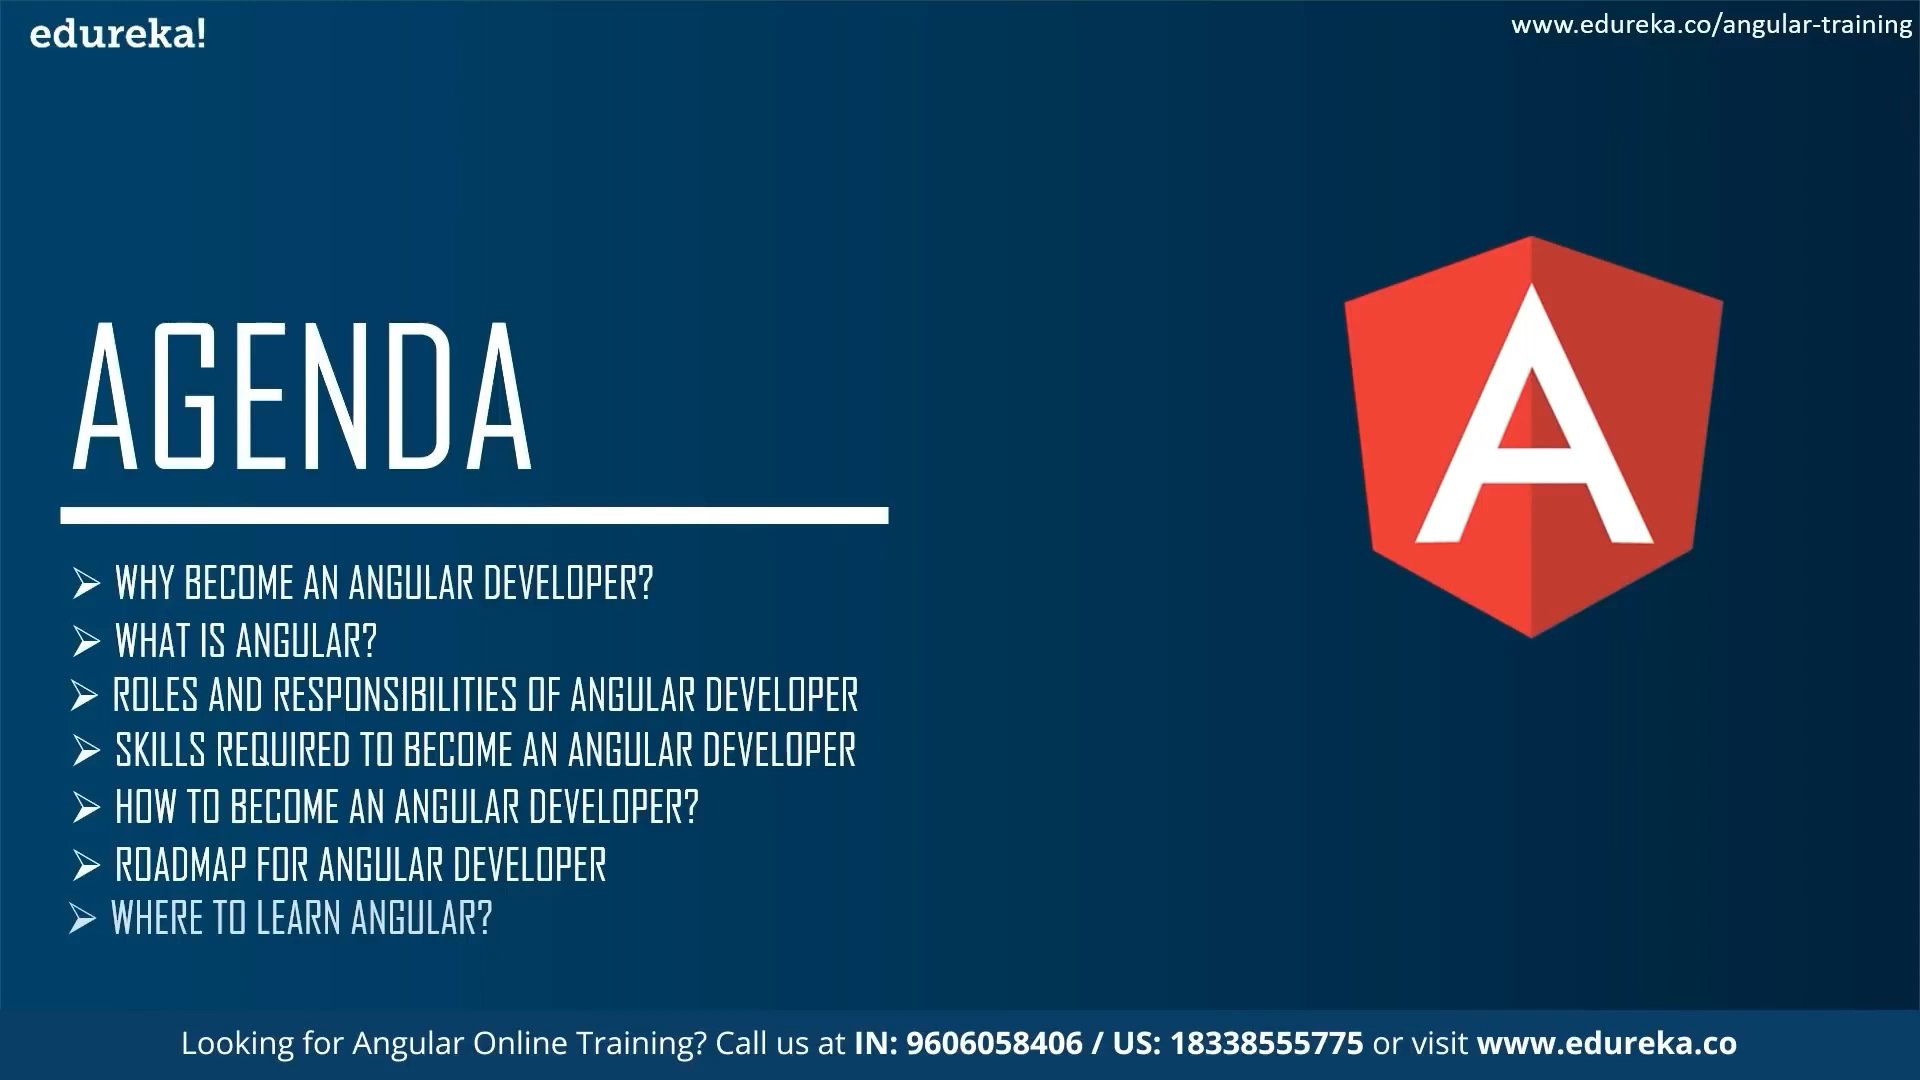 edureka!
www.edureka.co/angular-training
AGENDA
WHY BECOME AN ANGULAR DEVELOPER?
WHAT IS ANGULAR?
ROLES AND RESPONSIBILITIES OF ANGULAR DEVELOPER
SKILLS REQUIRED TO BECOME AN ANGULAR DEVELOPER
HOW TO BECOME AN ANGULAR DEVELOPER?
ROADMAP FOR ANGULAR DEVELOPER
WHERE TO LEARN ANGULAR?
A
Looking for Angular Online Training? Call us at IN: 9606058406 / US: 18338555775 or visit www.edureka.co